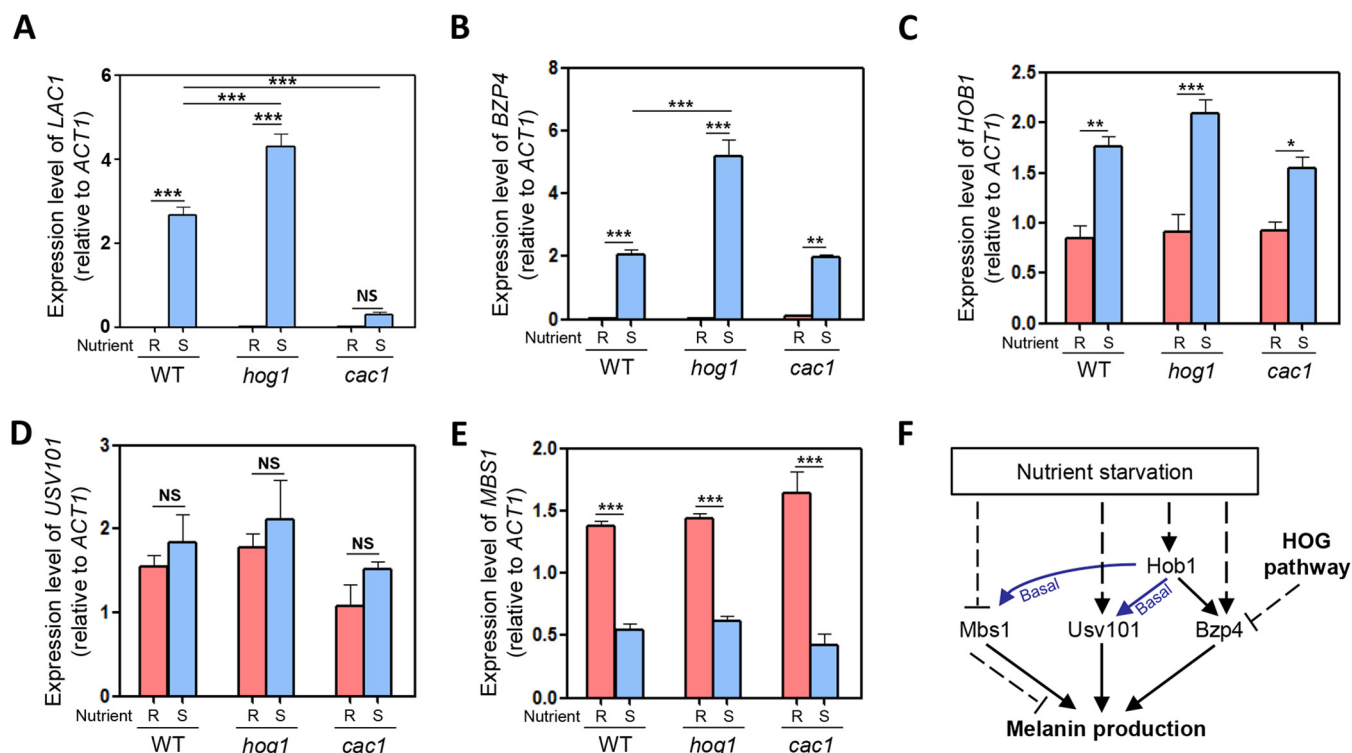 A
Expression level of LAC1
(relative to ACT1)
6
4
2
0
***
***
***
***
NS
Nutrient R S R S R S
WT hog1 cac1
B
Expression level of BZP4
(relative to ACT1)
8
6
4
2
0
***
***
***
**
Nutrient R S R S R S
WT hog1 cac1
C
Expression level of HOB1
(relative to ACT1)
2.5
2.0
1.5
1.0
0.5
0.0
**
***
*
Nutrient R S R S R S
WT hog1 cac1
D
Expression level of USV101
(relative to ACT1)
3
2
1
0
NS
NS
NS
Nutrient R S R S R S
WT hog1 cac1
E
Expression level of MBS1
(relative to ACT1)
2.0
1.5
1.0
0.5
0.0
***
***
***
Nutrient R S R S R S
WT hog1 cac1
F
Nutrient starvation
HOG
pathway
Hob1
Basal
Basal
Mbs1 Usv101 Bzp4
Melanin production